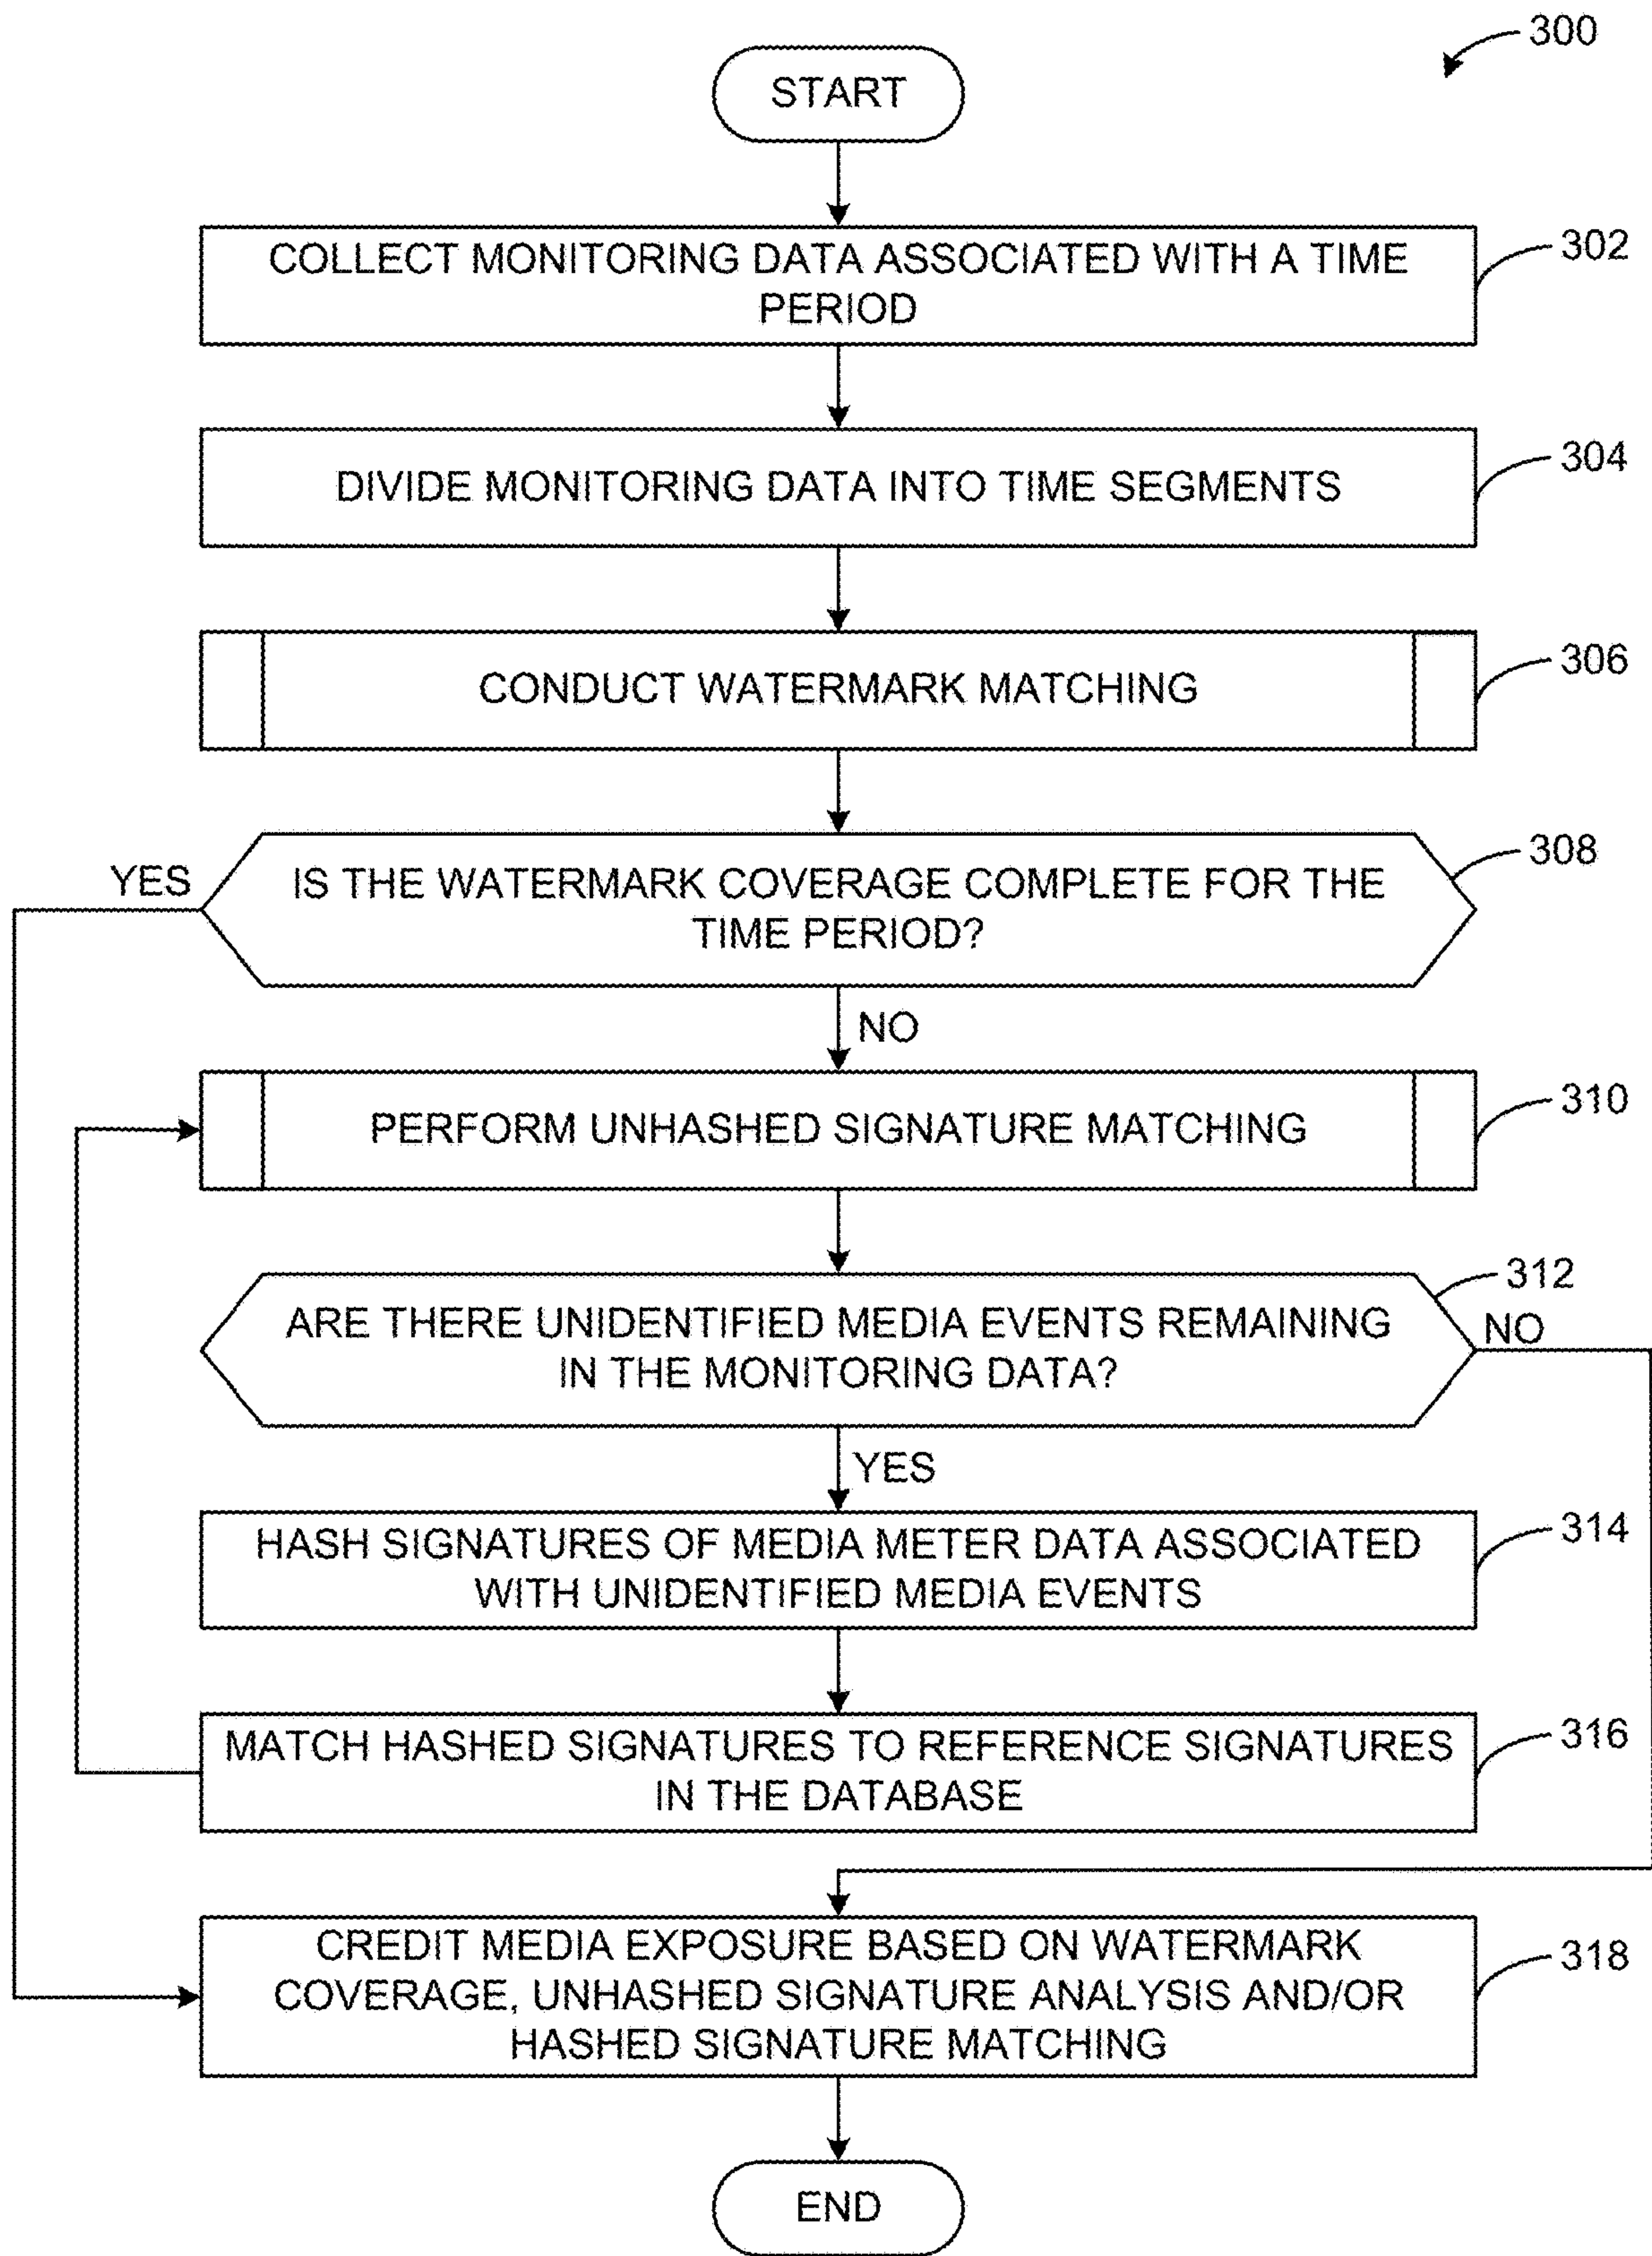 300
START
COLLECT MONITORING DATA ASSOCIATED WITH A TIME
PERIOD
302
DIVIDE MONITORING DATA INTO TIME SEGMENTS
304
CONDUCT WATERMARK MATCHING
306
IS THE WATERMARK COVERAGE COMPLETE FOR THE
TIME PERIOD?
308
YES
NO
PERFORM UNHASHED SIGNATURE MATCHING
310
ARE THERE UNIDENTIFIED MEDIA EVENTS REMAINING
IN THE MONITORING DATA?
312
NO
YES
HASH SIGNATURES OF MEDIA METER DATA ASSOCIATED
WITH UNIDENTIFIED MEDIA EVENTS
314
MATCH HASHED SIGNATURES TO REFERENCE SIGNATURES
IN THE DATABASE
316
CREDIT MEDIA EXPOSURE BASED ON WATERMARK
COVERAGE, UNHASHED SIGNATURE ANALYSIS AND/OR
HASHED SIGNATURE MATCHING
318
END